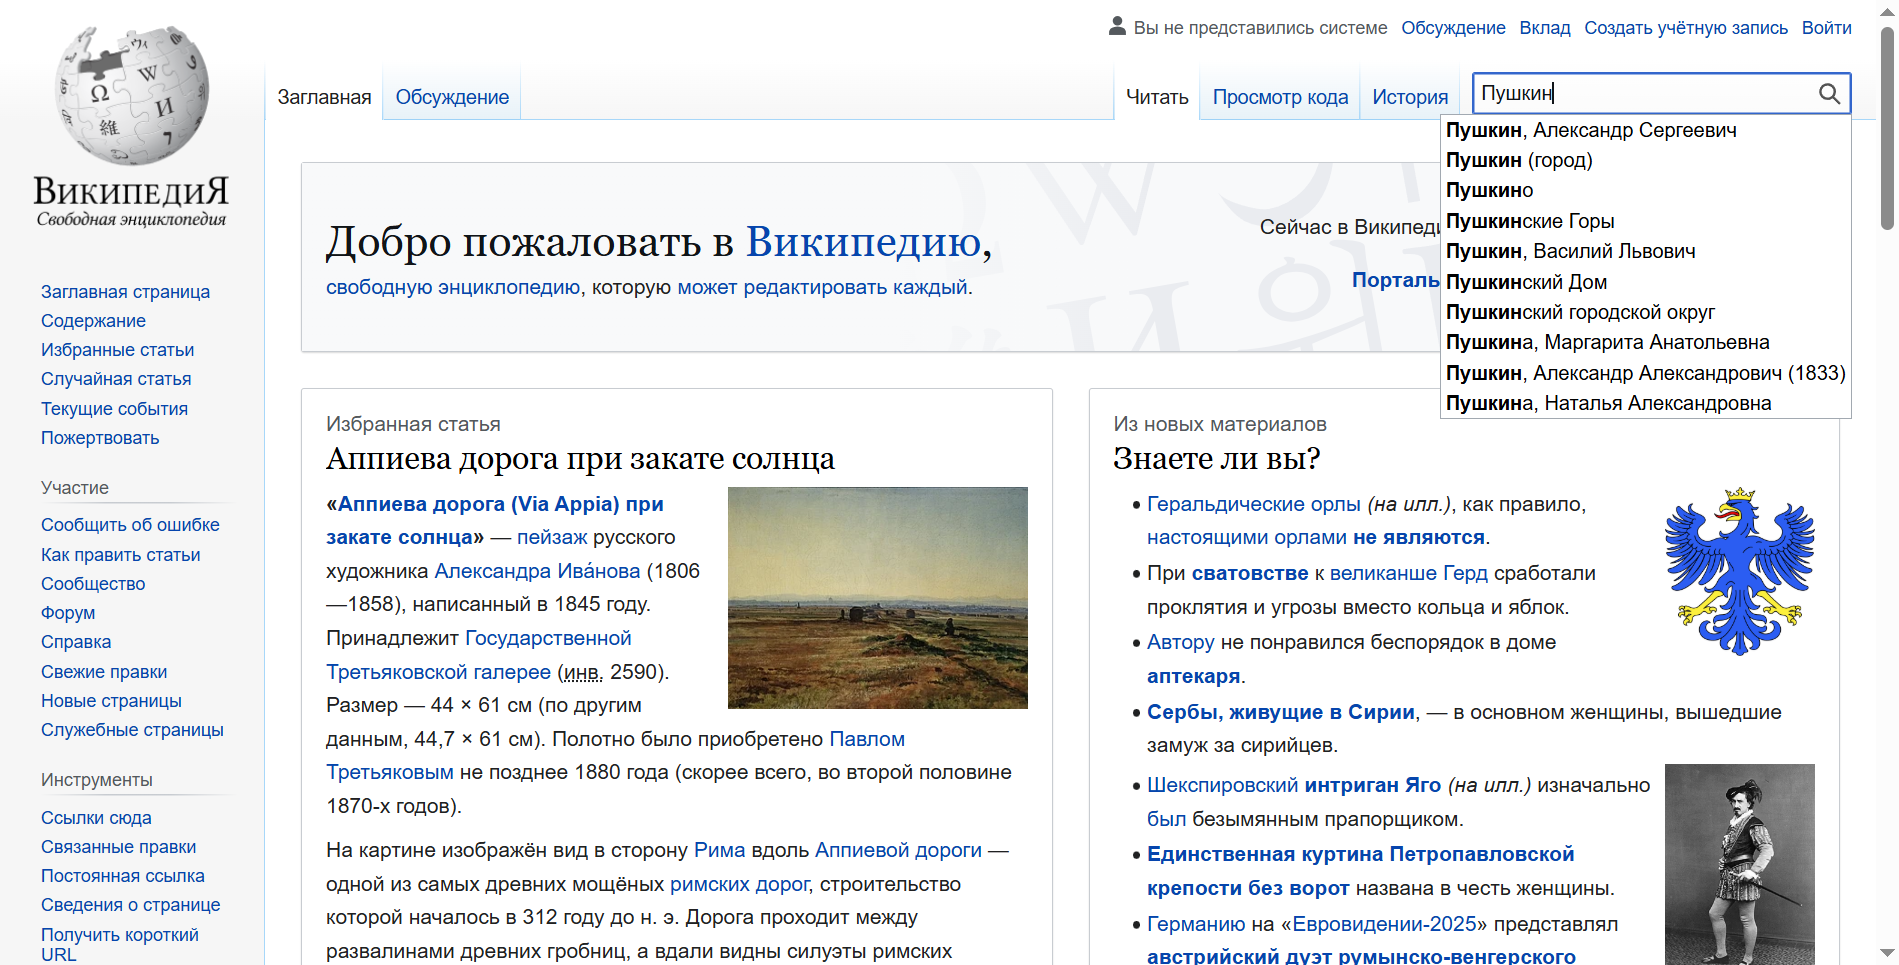 Вы не представились системе Обсуждение Вклад Создать учётную запись Войти
ВикипедиЯ
Свободная энциклопедия
Заглавная Обсуждение
Читать Просмотр кода История Пушкин
Пушкин, Александр Сергеевич
Пушкин (город)
Пушкино
Пушкинские Горы
Пушкин, Василий Львович
Пушкинский Дом
Пушкинский городской округ
Пушкина, Маргарита Анатольевна
Пушкин, Александр Александрович (1833)
Пушкина, Наталья Александровна
Заглавная страница
Содержание
Избранные статьи
Случайная статья
Текущие события
Пожертвовать
Участие
Сообщить об ошибке
Как править статьи
Сообщество
Форум
Справка
Свежие правки
Новые страницы
Служебные страницы
Инструменты
Ссылки сюда
Связанные правки
Постоянная ссылка
Сведения о странице
Получить короткий
URL
Добро пожаловать в Википедию,
свободную энциклопедию, которую может редактировать каждый.
Сейчас в Википеди
Порталь
Избранная статья
Аппиева дорога при закате солнца
«Аппиева дорога (Via Appia) при
закате солнца» — пейзаж русского
художника Александра Ива́нова (1806
—1858), написанный в 1845 году.
Принадлежит Государственной
Третьяковской галерее (инв. 2590).
Размер — 44 × 61 см (по другим
данным, 44,7 × 61 см). Полотно было приобретено Павлом
Третьяковым не позднее 1880 года (скорее всего, во второй половине
1870-х годов).
На картине изображён вид в сторону Рима вдоль Аппиевой дороги —
одной из самых древних мощёных римских дорог, строительство
которой началось в 312 году до н. э. Дорога проходит между
развалинами древних гробниц, а вдали видны силуэты римских
Из новых материалов
Знаете ли вы?
• Геральдические орлы (на илл.), как правило,
настоящими орлами не являются.
• При сватовстве к великанше Герд сработали
проклятия и угрозы вместо кольца и яблок.
• Автору не понравился беспорядок в доме
аптекаря.
• Сербы, живущие в Сирии, — в основном женщины, вышедшие
замуж за сирийцев.
• Шекспировский интриган Яго (на илл.) изначально
был безымянным прапорщиком.
• Единственная куртина Петропавловской
крепости без ворот названа в честь женщины.
• Германию на «Евровидении-2025» представлял
австрийский дуэт румынско-венгерского